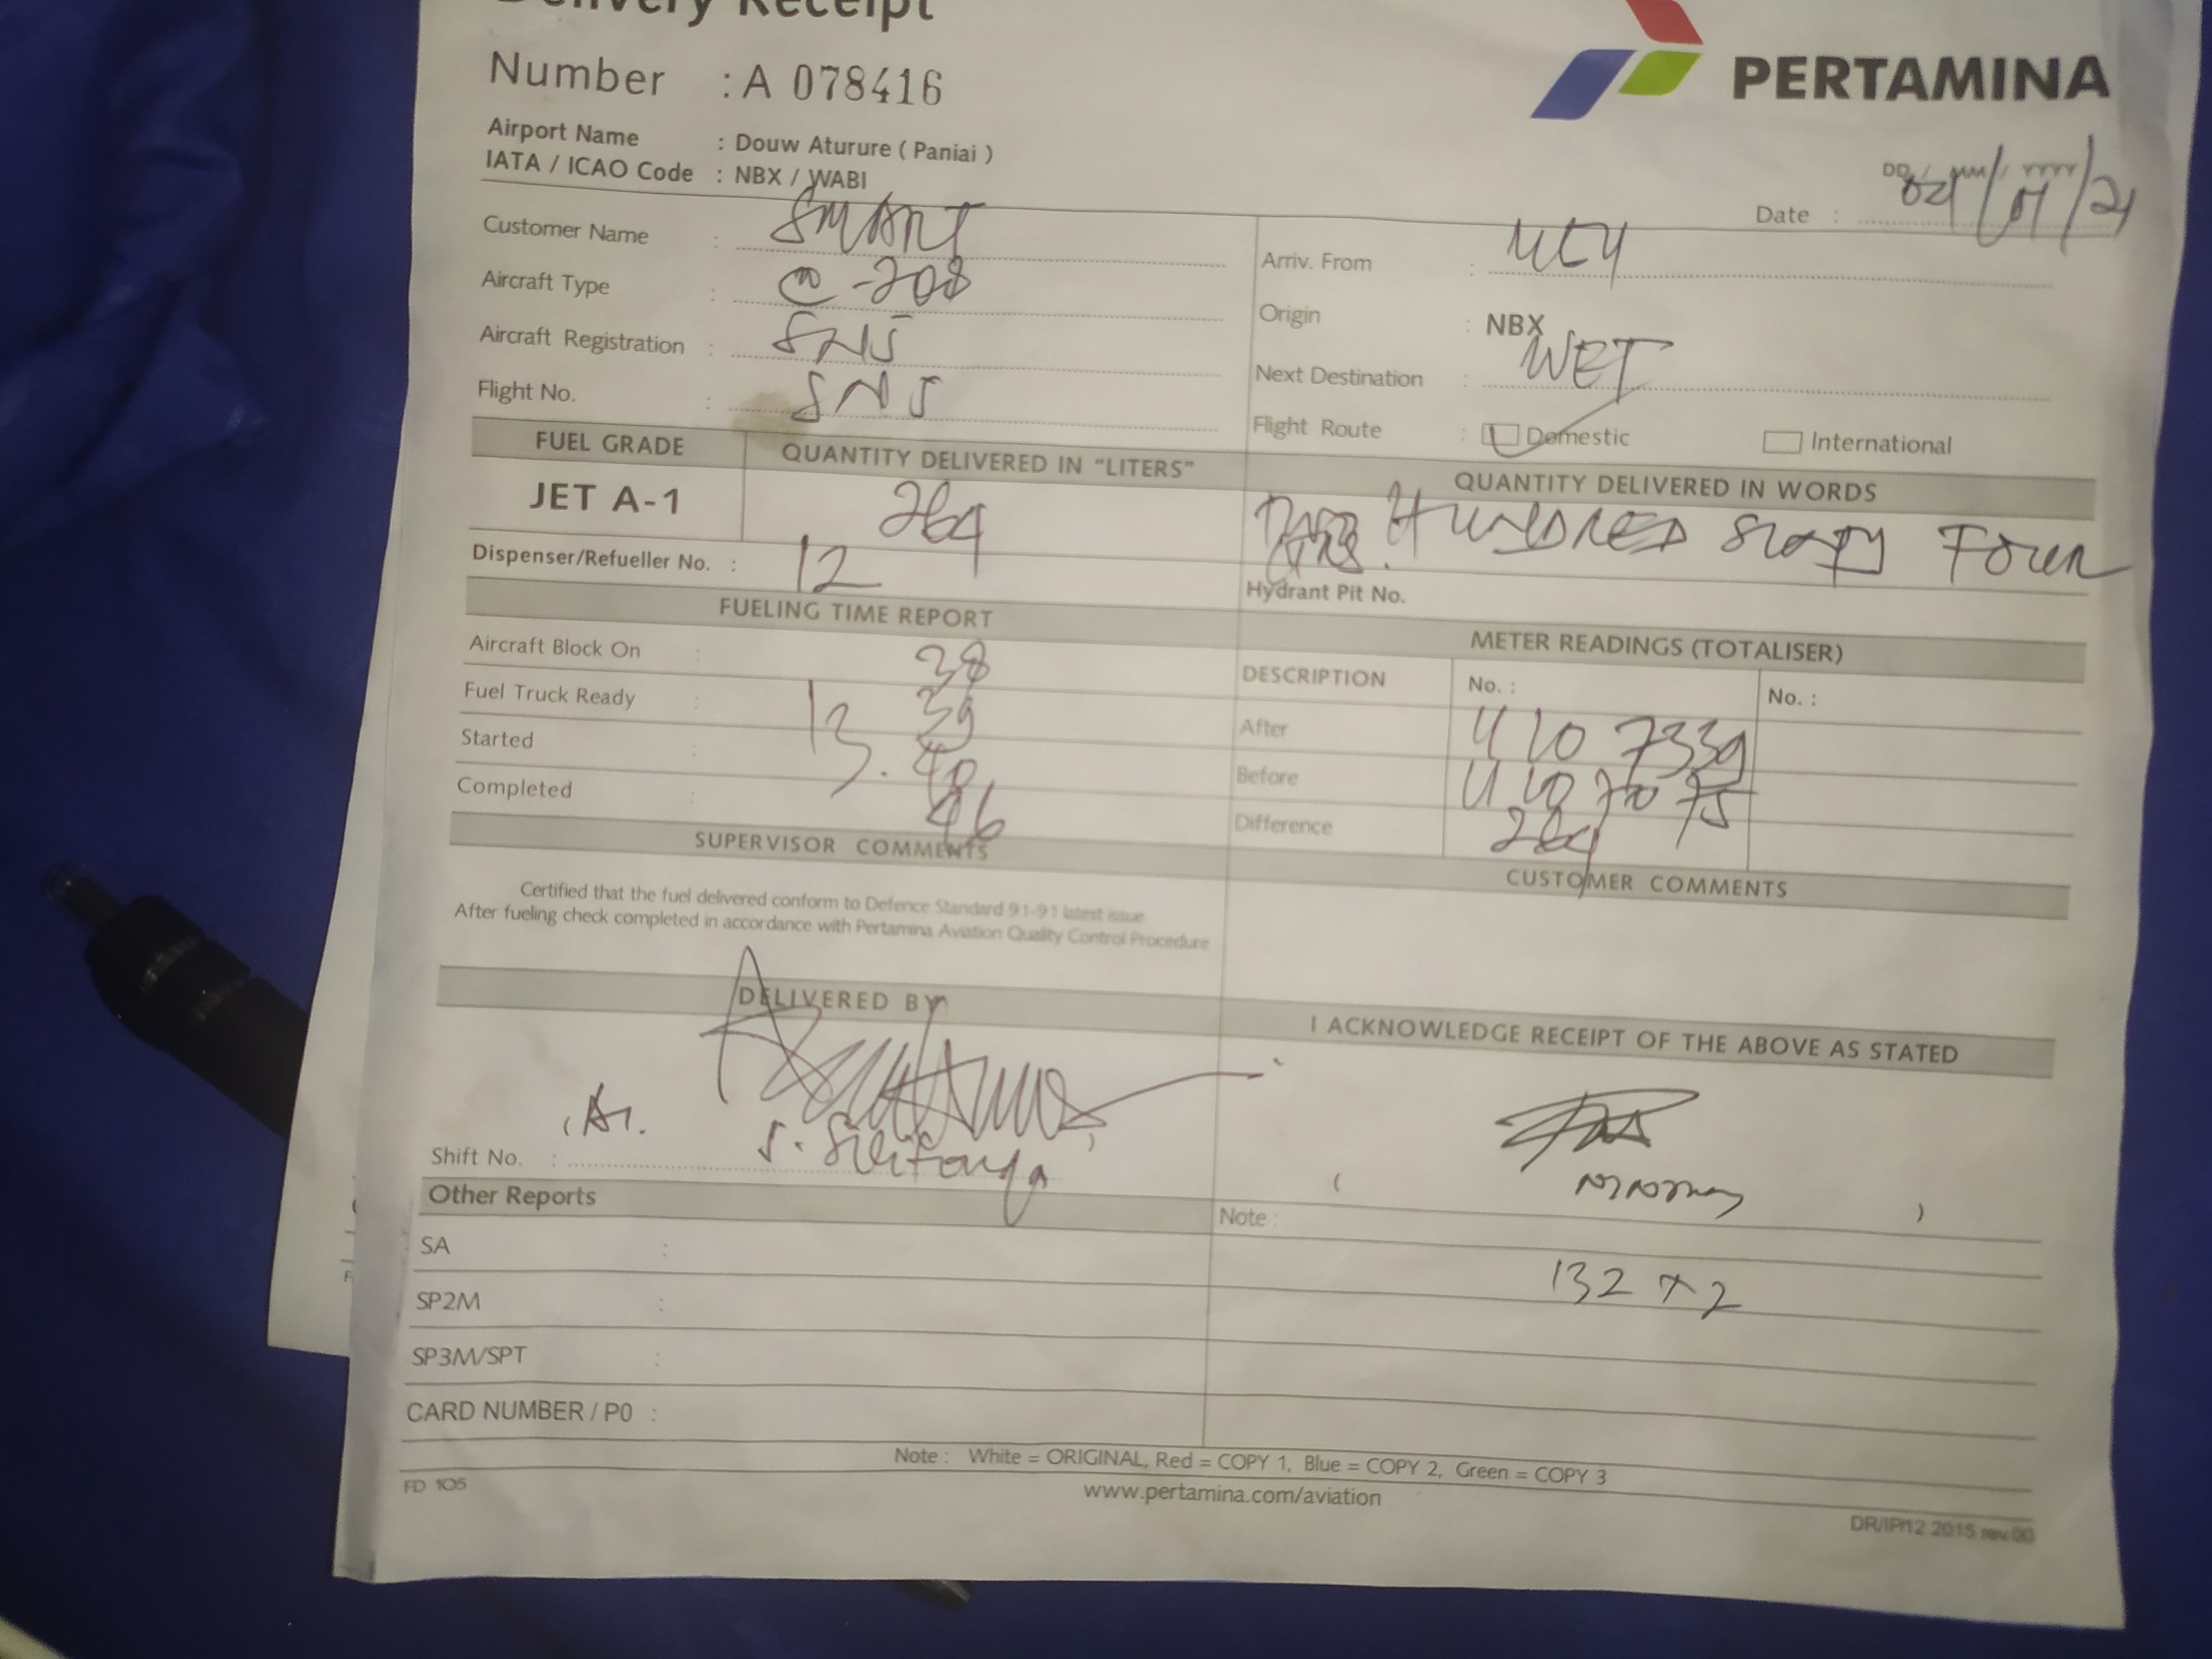 Delivery Receipt
PERTAMINA
Number : A 078416
Airport Name : Douw Aturure ( Paniai )
IATA / ICAO Code : NBX / WABI
DD / MM / YYYY
Date : /21
Customer Name : SMART
Aircraft Type : C-208
Aircraft Registration : SNS
Flight No. : SNS
Arriv. From :
Origin : NBX
Next Destination : WET
Flight Route : Domestic International
FUEL GRADE QUANTITY DELIVERED IN "LITERS" QUANTITY DELIVERED IN WORDS
JET A-1 264 HUNDRED SIXTY FOUR
Dispenser/Refueller No. : 12 Hydrant Pit No.
FUELING TIME REPORT
Aircraft Block On : 38
Fuel Truck Ready : 39
Started : 13. 40
Completed : 46
METER READINGS (TOTALISER)
DESCRIPTION No. : No. :
After 4107339
Before 4107075
Difference 264
SUPERVISOR COMMENTS
CUSTOMER COMMENTS
Certified that the fuel delivered conform to Defence Standard 91-91 latest issue
After fueling check completed in accordance with Pertamina Aviation Quality Control Procedure
DELIVERED BY
I ACKNOWLEDGE RECEIPT OF THE ABOVE AS STATED
Shift No. :
( )
Other Reports
Note :
SA :
132 x 2
SP2M :
SP3M/SPT :
CARD NUMBER / P0 :
Note : White = ORIGINAL, Red = COPY 1, Blue = COPY 2, Green = COPY 3
FD 105
www.pertamina.com/aviation
DR/IP/12.2015.rev.00